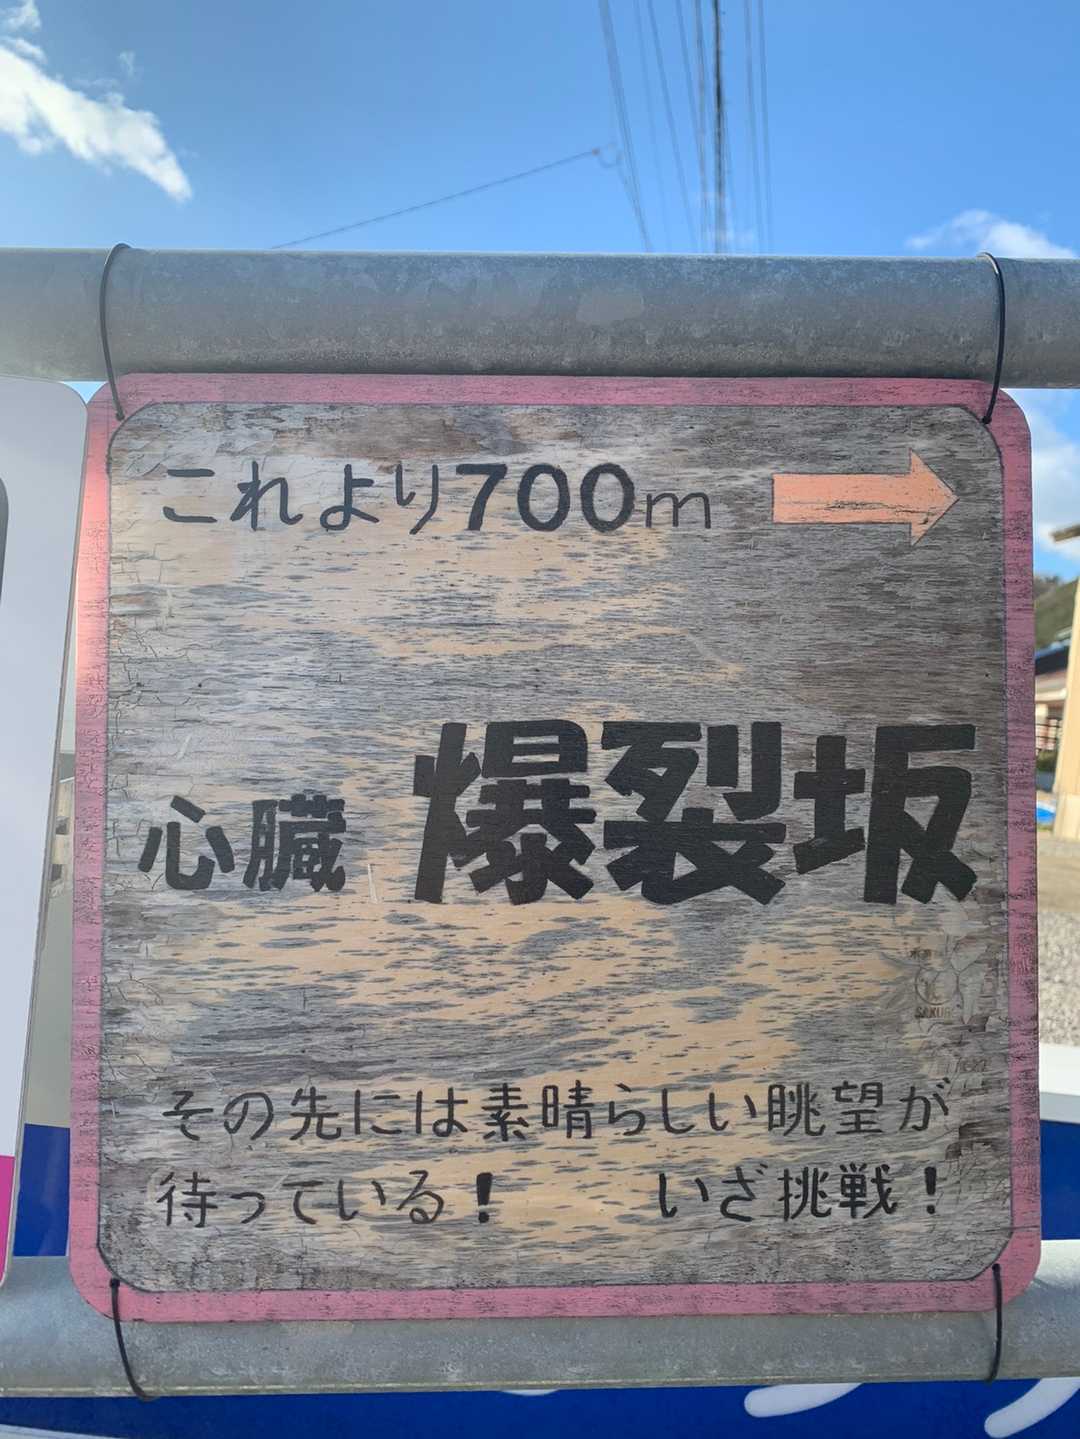 これより700m
心臓 爆裂坂
その先には素晴らしい眺望が
待っている！ いざ挑戦！